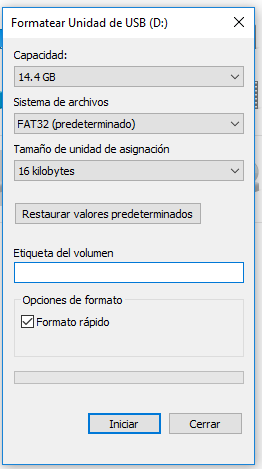 Formatear Unidad de USB (D:)
Capacidad:
14.4 GB
Sistema de archivos
FAT32 (predeterminado)
Tamaño de unidad de asignación
16 kilobytes
Restaurar valores predeterminados
Etiqueta del volumen
Opciones de formato
Formato rápido
Iniciar
Cerrar